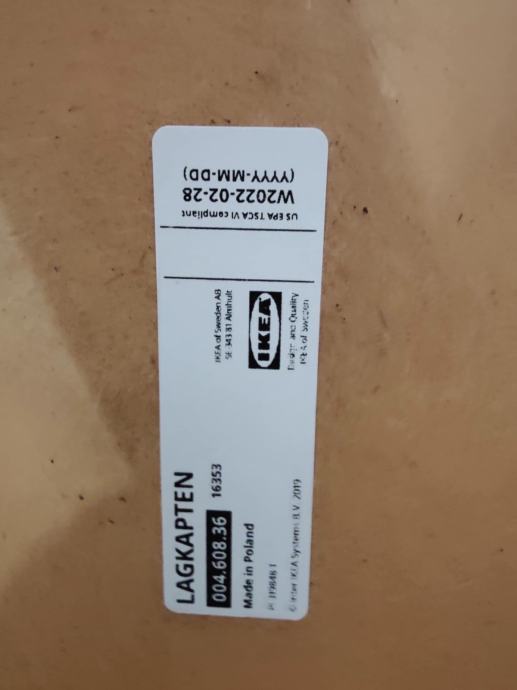 LAGKAPTEN
004.608.36 16353
Made in Poland
© Inter IKEA Systems B.V. 2019
IKEA of Sweden AB
SE-343 81 Älmhult
IKEA
Design and Quality
IKEA of Sweden
US EPA TSCA VI compliant
W2022-02-28
(YYYY-MM-DD)